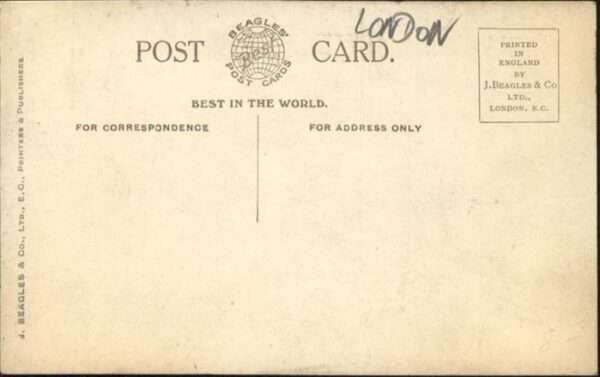 LONDON
BEAGLES'
POST Best CARD.
POST CARDS
BEST IN THE WORLD.
FOR CORRESPONDENCE
FOR ADDRESS ONLY
PRINTED
IN
ENGLAND
BY
J. BEAGLES & Co
LTD.,
LONDON, E.C.
J. BEAGLES & CO., LTD., E.C., PRINTERS & PUBLISHERS.